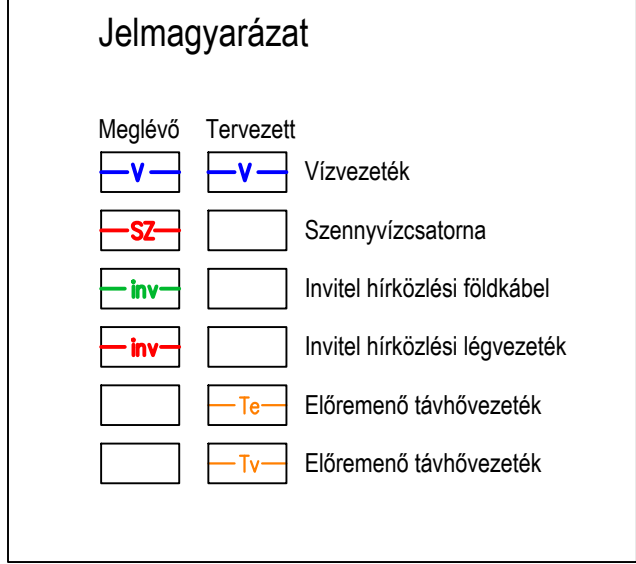 Jelmagyarázat
Meglévő Tervezett
V V Vízvezeték
SZ Szennyvízcsatorna
inv Invitel hírközlési földkábel
inv Invitel hírközlési légvezeték
Te Előremenő távhővezeték
Tv Előremenő távhővezeték